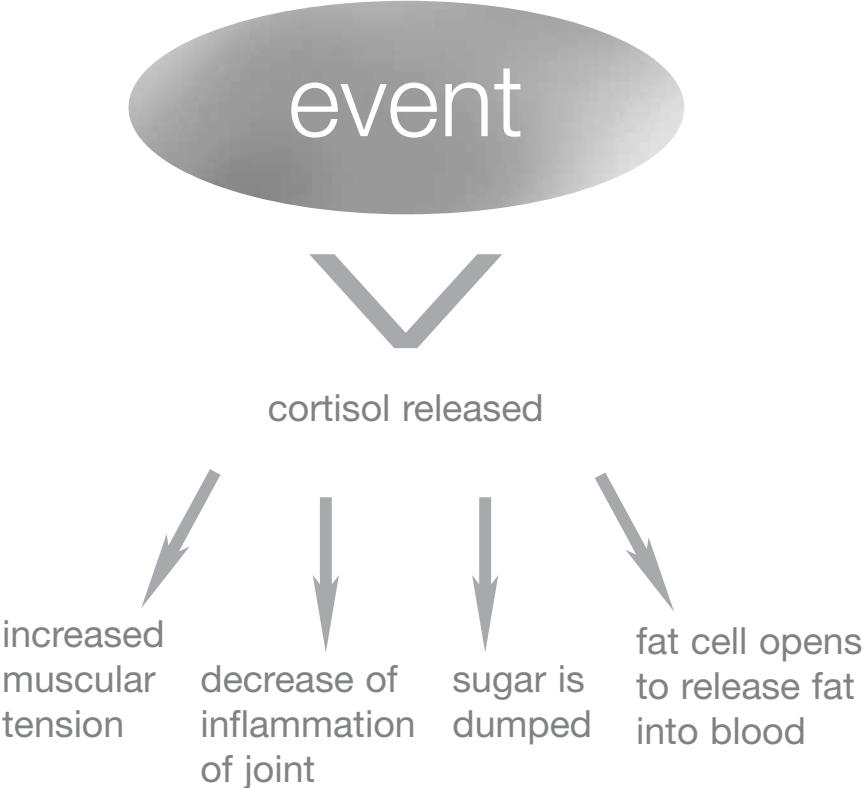 event
cortisol released
increased
muscular
tension
decrease of
inflammation
of joint
sugar is
dumped
fat cell opens
to release fat
into blood